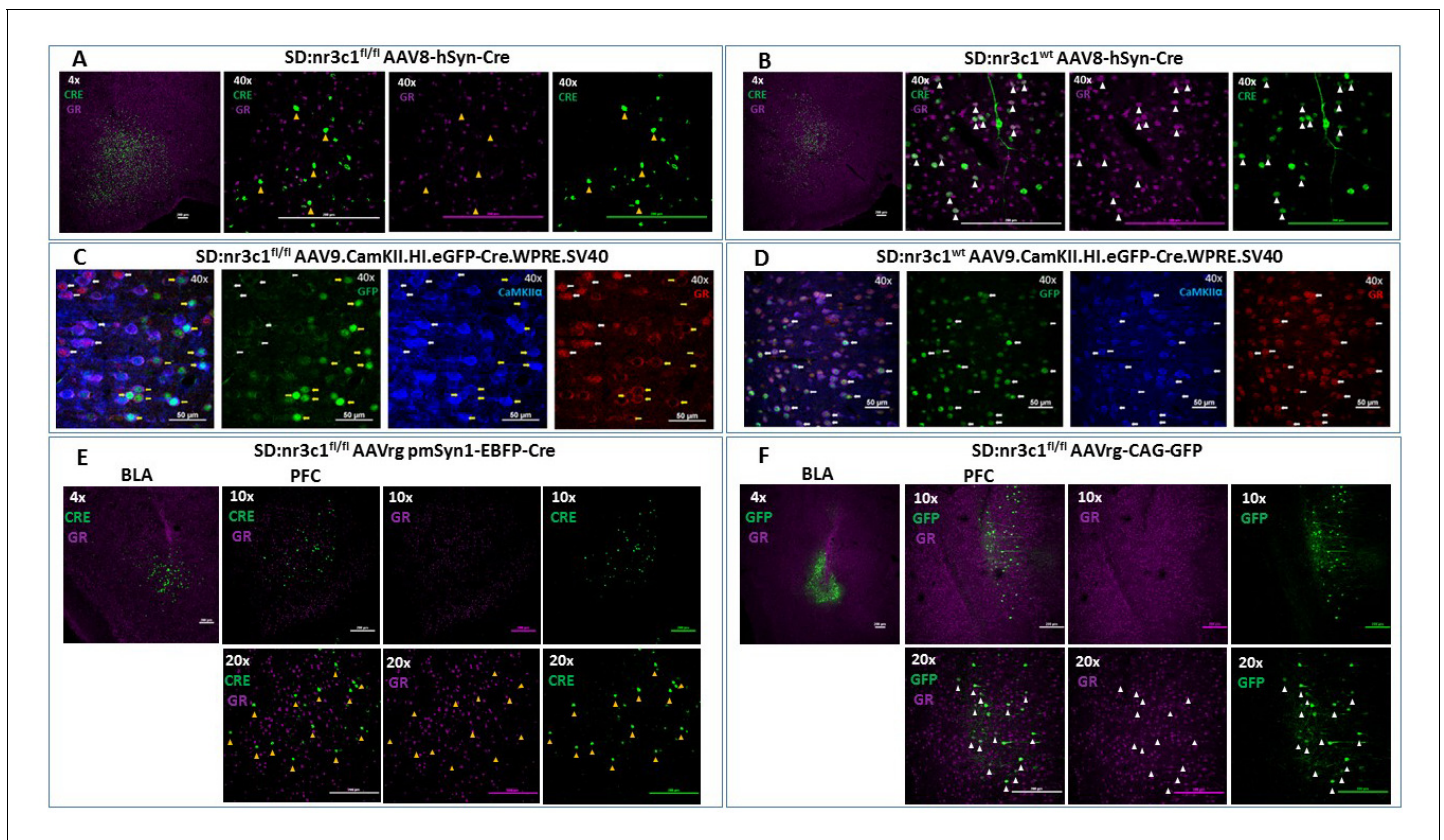 A SD:nr3c1fl/fl AAV8-hSyn-Cre
4x
CRE
GR
40x
CRE
GR
40x
GR
40x
CRE
B SD:nr3c1wt AAV8-hSyn-Cre
4x
CRE
GR
40x
CRE
GR
40x
GR
40x
CRE
C SD:nr3c1fl/fl AAV9.CamKII.HI.eGFP-Cre.WPRE.SV40
40x
50 µm
40x
GFP
50 µm
40x
CaMKIIα
50 µm
40x
GR
50 µm
D SD:nr3c1wt AAV9.CamKII.HI.eGFP-Cre.WPRE.SV40
40x
50 µm
40x
GFP
50 µm
40x
CaMKIIα
50 µm
40x
GR
50 µm
E SD:nr3c1fl/fl AAVrg pmSyn1-EBFP-Cre
BLA PFC
4x
CRE
GR
10x
CRE
GR
10x
GR
10x
CRE
20x
CRE
GR
20x
GR
20x
CRE
F SD:nr3c1fl/fl AAVrg-CAG-GFP
BLA PFC
4x
GFP
GR
10x
GFP
GR
10x
GR
10x
GFP
20x
GFP
GR
20x
GR
20x
GFP